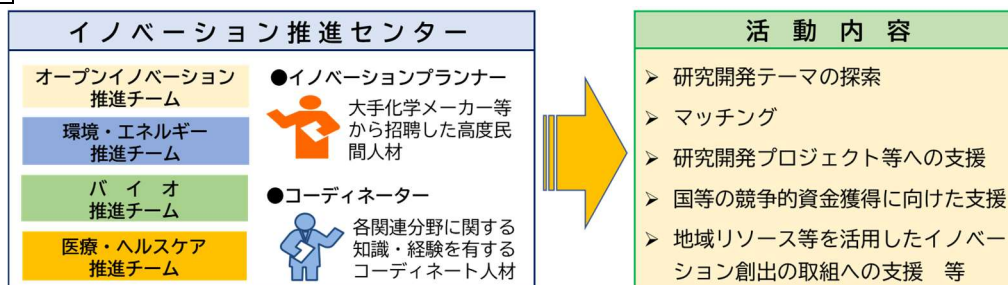 イノベーション推進センター
オープンイノベーション
推進チーム
環境・エネルギー
推進チーム
バイオ
推進チーム
医療・ヘルスケア
推進チーム
●イノベーションプランナー
大手化学メーカー等
から招聘した高度民
間人材
●コーディネーター
各関連分野に関する
知識・経験を有する
コーディネート人材
活動内容
➢ 研究開発テーマの探索
➢ マッチング
➢ 研究開発プロジェクト等への支援
➢ 国等の競争的資金獲得に向けた支援
➢ 地域リソース等を活用したイノベー
ション創出の取組への支援 等